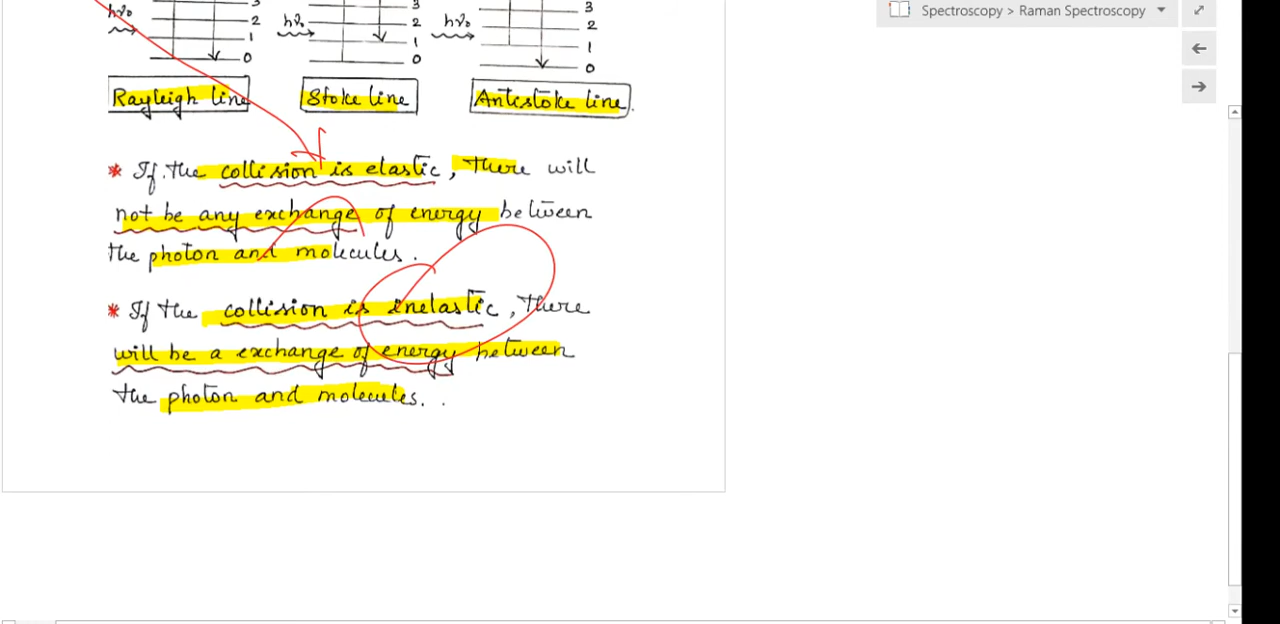 Spectroscopy > Raman Spectroscopy
3 3 3
hν₀ 2 hν₀ 2 hν₀ 2
1 1 1
0 0 0
Rayleigh line Stoke line Antistoke line.
* If the collision is elastic, there will
not be any exchange of energy between
the photon and molecules.
* If the collision is inelastic, there
will be a exchange of energy between
the photon and molecules. .